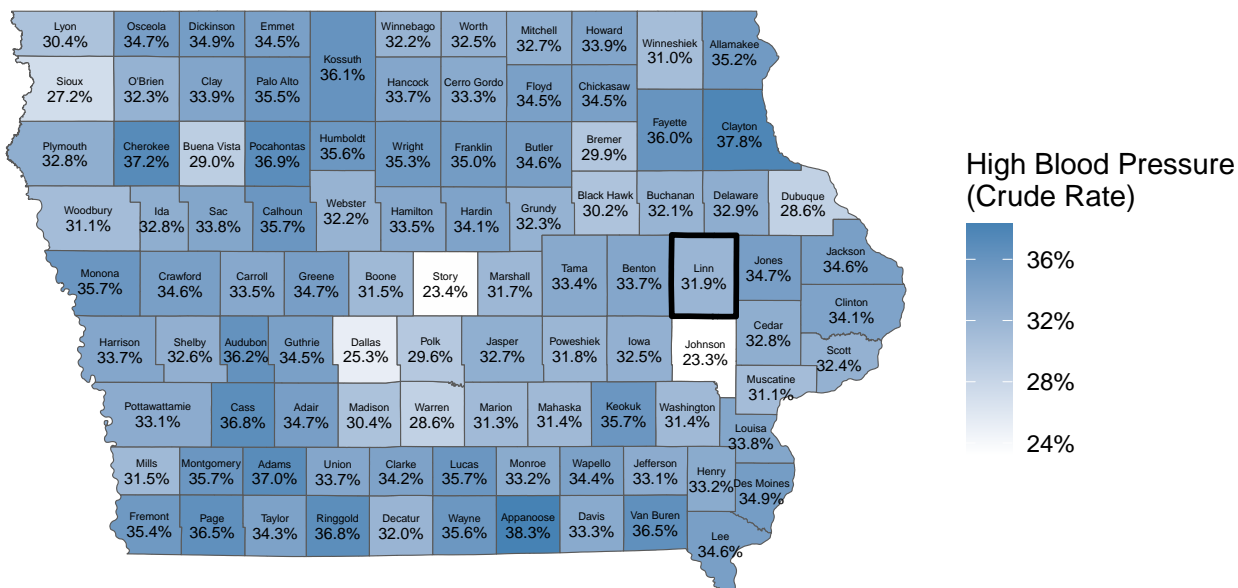 Lyon
30.4%
Osceola
34.7%
Dickinson
34.9%
Emmet
34.5%
Kossuth
36.1%
Winnebago
32.2%
Worth
32.5%
Mitchell
32.7%
Howard
33.9%
Winneshiek
31.0%
Allamakee
35.2%
Sioux
27.2%
O'Brien
32.3%
Clay
33.9%
Palo Alto
35.5%
Hancock
33.7%
Cerro Gordo
33.3%
Floyd
34.5%
Chickasaw
34.5%
Fayette
36.0%
Clayton
37.8%
Plymouth
32.8%
Cherokee
37.2%
Buena Vista
29.0%
Pocahontas
36.9%
Humboldt
35.6%
Wright
35.3%
Franklin
35.0%
Butler
34.6%
Bremer
29.9%
Woodbury
31.1%
Ida
32.8%
Sac
33.8%
Calhoun
35.7%
Webster
32.2%
Hamilton
33.5%
Hardin
34.1%
Grundy
32.3%
Black Hawk
30.2%
Buchanan
32.1%
Delaware
32.9%
Dubuque
28.6%
Monona
35.7%
Crawford
34.6%
Carroll
33.5%
Greene
34.7%
Boone
31.5%
Story
23.4%
Marshall
31.7%
Tama
33.4%
Benton
33.7%
Linn
31.9%
Jones
34.7%
Jackson
34.6%
Clinton
34.1%
Harrison
33.7%
Shelby
32.6%
Audubon
36.2%
Guthrie
34.5%
Dallas
25.3%
Polk
29.6%
Jasper
32.7%
Poweshiek
31.8%
Iowa
32.5%
Johnson
23.3%
Cedar
32.8%
Scott
32.4%
Muscatine
31.1%
Pottawattamie
33.1%
Cass
36.8%
Adair
34.7%
Madison
30.4%
Warren
28.6%
Marion
31.3%
Mahaska
31.4%
Keokuk
35.7%
Washington
31.4%
Louisa
33.8%
Mills
31.5%
Montgomery
35.7%
Adams
37.0%
Union
33.7%
Clarke
34.2%
Lucas
35.7%
Monroe
33.2%
Wapello
34.4%
Jefferson
33.1%
Henry
33.2%
Des Moines
34.9%
Fremont
35.4%
Page
36.5%
Taylor
34.3%
Ringgold
36.8%
Decatur
32.0%
Wayne
35.6%
Appanoose
38.3%
Davis
33.3%
Van Buren
36.5%
Lee
34.6%
High Blood Pressure
(Crude Rate)
36%
32%
28%
24%